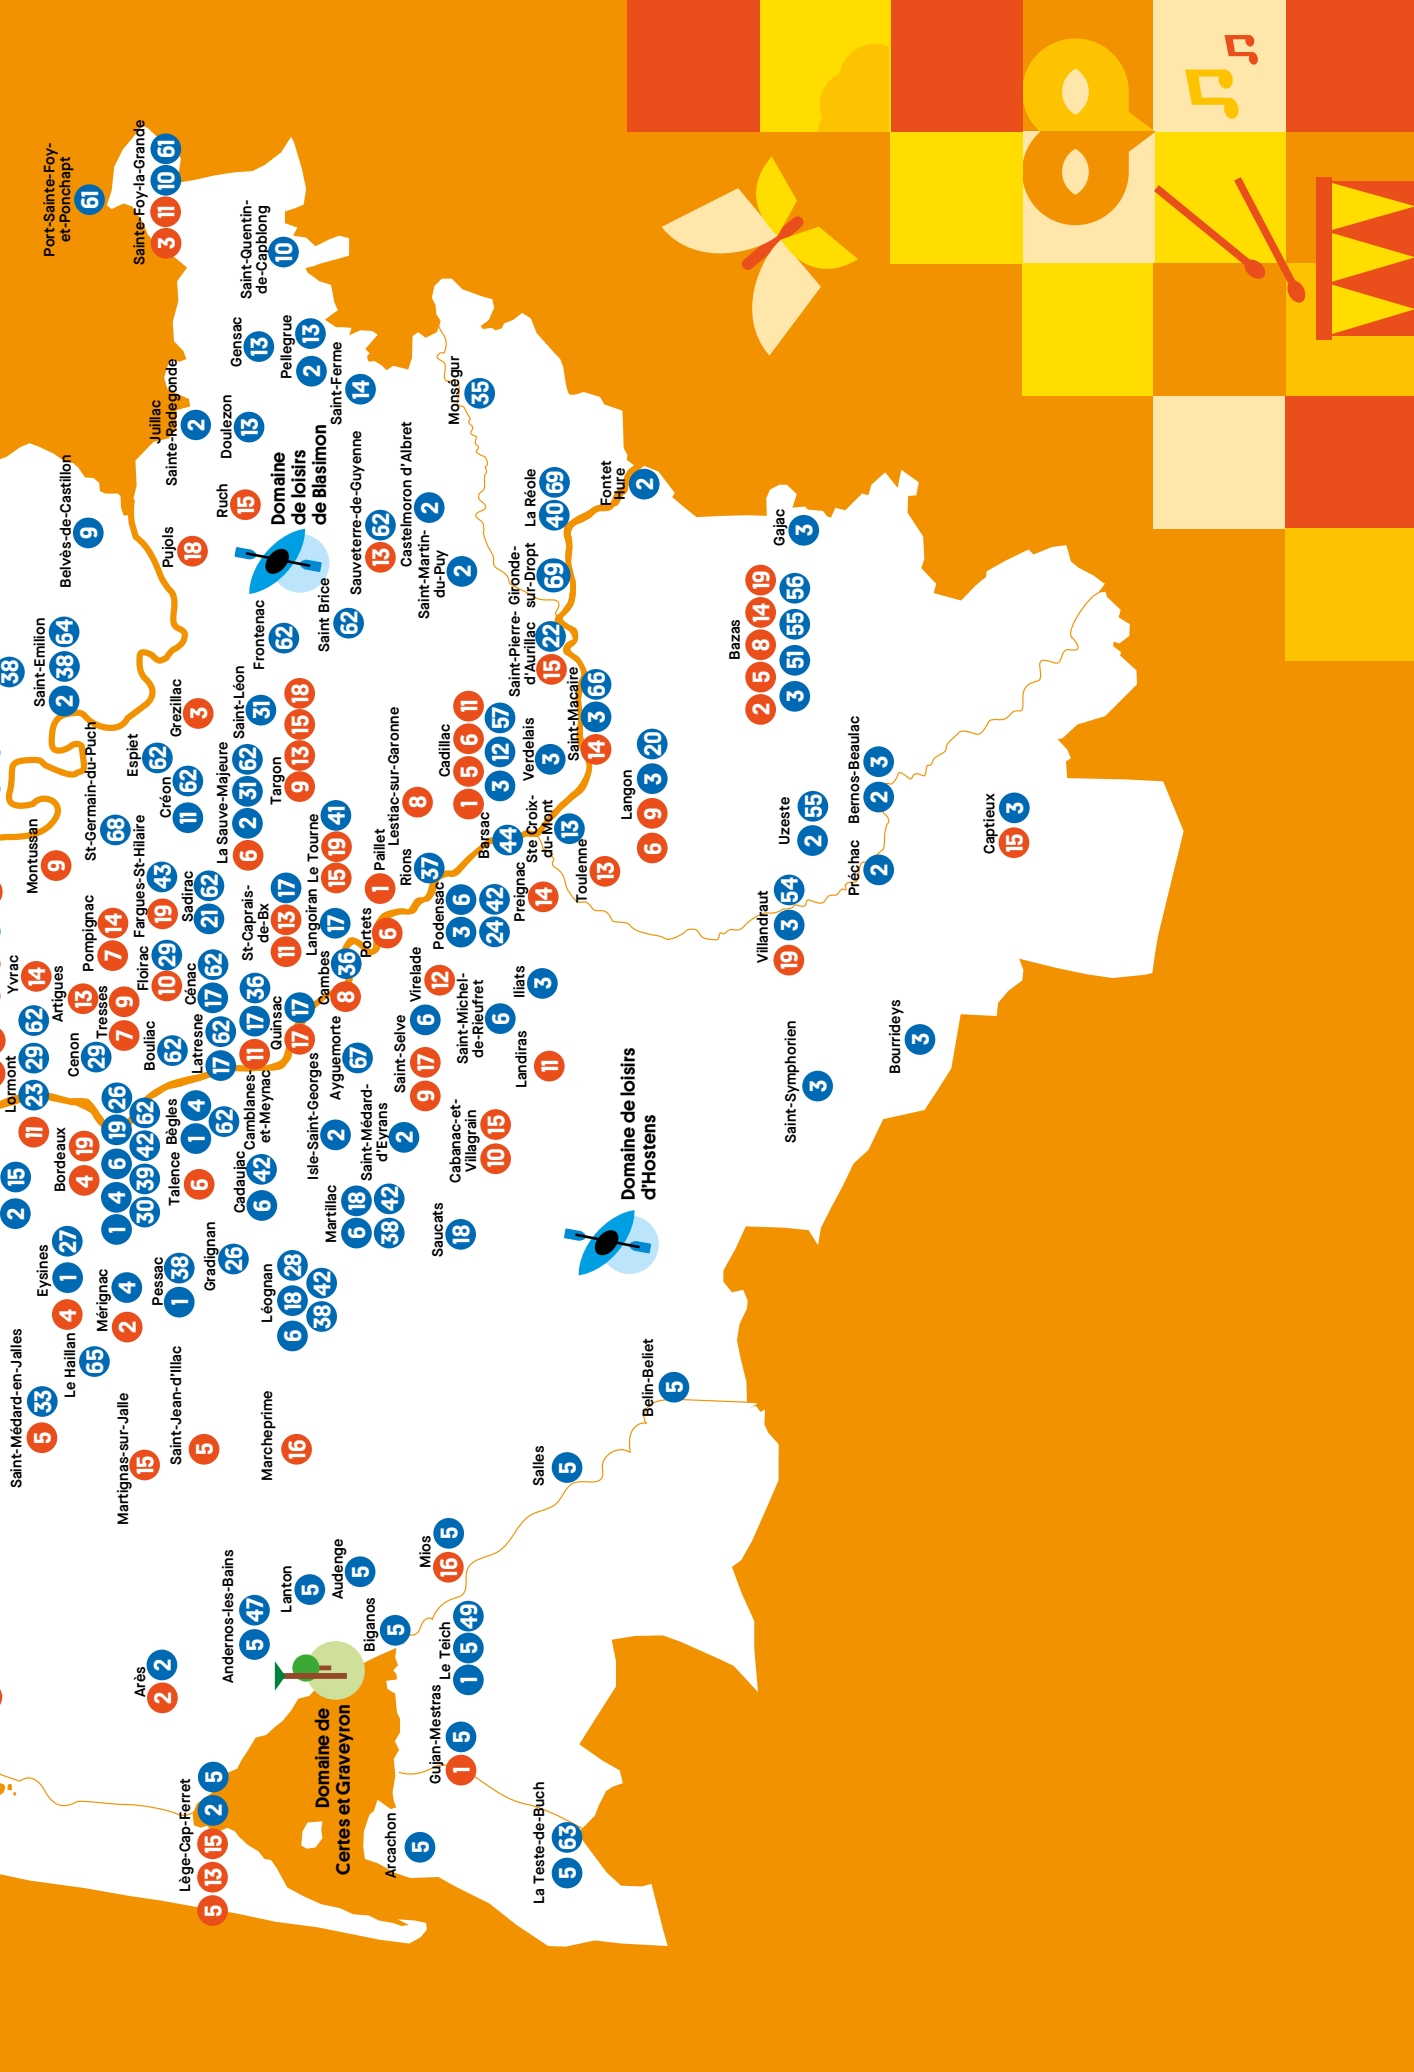 Port-Sainte-Foy-
et-Ponchapt
61
Sainte-Foy-la-Grande
3 11 10 61
Saint-Quentin-
de-Capblong
10
Gensac
13
Pellegrue
2 13
Saint-Ferme
14
Juillac
Sainte-Radegonde
2
Doulezon
13
Monségur
35
Belvès-de-Castillon
9
Pujols
18
Ruch
15
Domaine
de loisirs
de Blasimon
Sauveterre-de-Guyenne
13 62
Castelmoron d'Albret
2
Saint-Martin-
du-Puy
2
La Réole
40 69
Fontet
Hure
2
Gironde-
sur-Dropt
69
Gajac
3
38
Saint-Emilion
2 38 64
Frontenac
62
Saint Brice
62
Saint-Pierre-
d'Aurillac
15 22
Bazas
2 5 8 14 19
3 51 55 56
Grezillac
3
Saint-Léon
31
Espiet
62
Créon
11 62
La Sauve-Majeure
6 2 31 62
Targon
9 13 15 18
Lestiac-sur-Garonne
8
Cadillac
1 5 6 11
3 12 57
Verdelais
3
Saint-Macaire
14 3 66
Langon
6 9 3 20
St-Germain-du-Puch
68
Montussan
9
Fargues-St-Hilaire
19 43
Sadirac
21 62
Le Tourne
15 19 41
Paillet
1
Rions
37
Barsac
44
Ste Croix-
du-Mont
13
Toulenne
13
Uzeste
2 55
Bernos-Beaulac
2 3
Préchac
2
Captieux
15 3
Pompignac
7 14
St-Caprais-
de-Bx
11 13 17
Langoiran
17
Portets
6
Podensac
3 6
24 42
Preignac
14
Villandraut
19 3 54
Yvrac
14
Artigues
13
Floirac
10 29
Cénac
17 62
Cambes
8 36
Virelade
12
Saint-Michel-
de-Rieufret
6
Illats
3
Lormont
11 23 29 62
Cenon
29
Tresses
7 9
Bouliac
62
Latresne
17 62
Camblanes-
et-Meynac
11 17 36
Quinsac
17 17
Ayguemorte
67
Saint-Selve
9 17 6
Landiras
11
Saint-Symphorien
3
Bourrideys
3
2 15
Bordeaux
4 19
1 4 6 19 26
30 39 42 62
Bègles
1 4
62
Talence
6
Cadaujac
6 42
Isle-Saint-Georges
2
Saint-Médard-
d'Eyrans
2
Cabanac-et-
Villagrain
10 15
Domaine de loisirs
d'Hostens
Eysines
4 1 27
Mérignac
2 4
Pessac
1 38
Gradignan
26
Léognan
6 18 28
38 42
Martillac
6 18
38 42
Saucats
18
Saint-Médard-en-Jalles
5 33
Le Haillan
65
Martignas-sur-Jalle
15
Saint-Jean-d'Illac
5
Marcheprime
16
Belin-Beliet
5
Salles
5
Mios
16 5
Andernos-les-Bains
5 47
Lanton
5
Audenge
5
Biganos
5
Le Teich
1 5 49
Arès
2 2
Domaine de
Certes et Graveyron
Gujan-Mestras
1 5
Lège-Cap-Ferret
5 13 15 2 5
Arcachon
5
La Teste-de-Buch
5 63